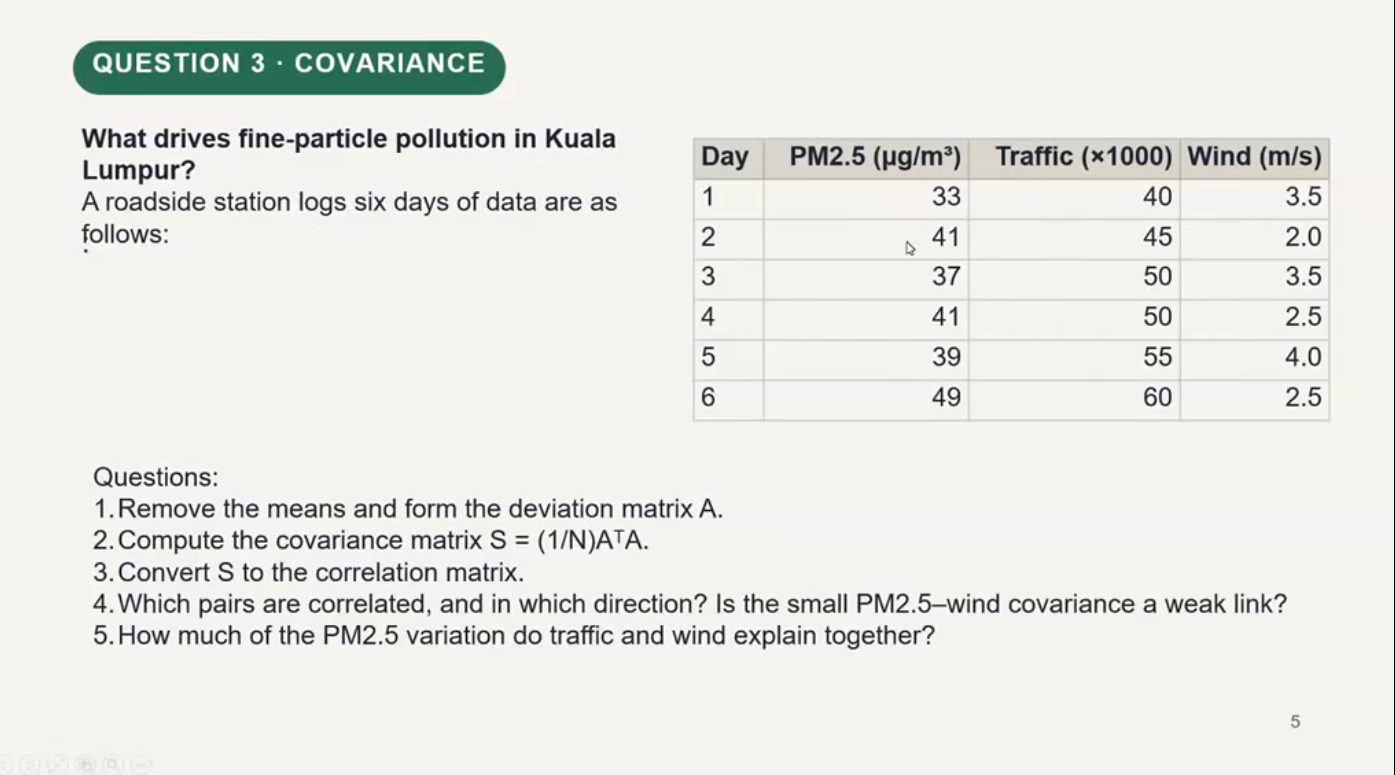 QUESTION 3 · COVARIANCE
What drives fine-particle pollution in Kuala
Lumpur?
A roadside station logs six days of data are as
follows:
Day PM2.5 (µg/m³) Traffic (×1000) Wind (m/s)
1 33 40 3.5
2 41 45 2.0
3 37 50 3.5
4 41 50 2.5
5 39 55 4.0
6 49 60 2.5
Questions:
1. Remove the means and form the deviation matrix A.
2. Compute the covariance matrix S = (1/N)AᵀA.
3. Convert S to the correlation matrix.
4. Which pairs are correlated, and in which direction? Is the small PM2.5–wind covariance a weak link?
5. How much of the PM2.5 variation do traffic and wind explain together?
5